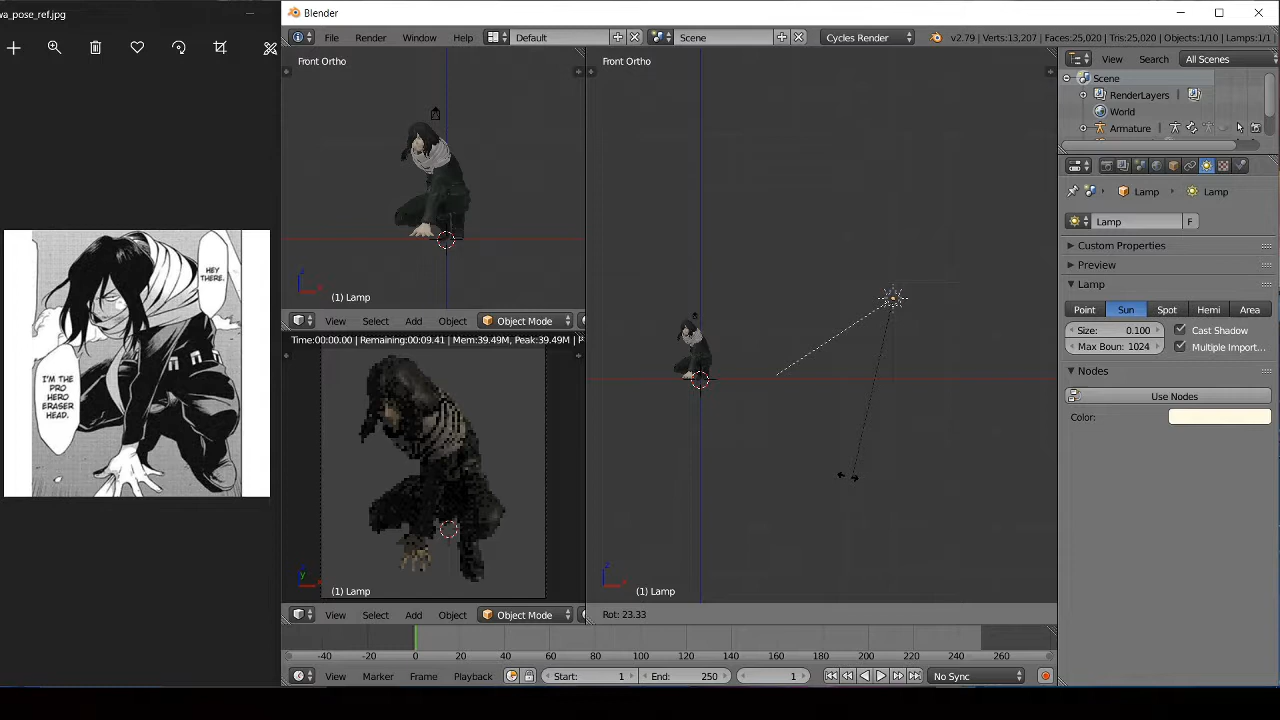 wa_pose_ref.jpg
Blender
File Render Window Help Default Scene Cycles Render v2.79 | Verts:13,207 | Faces:25,020 | Tris:25,020 | Objects:1/10 | Lamps:1/1
Front Ortho
(1) Lamp
View Select Add Object Object Mode
Front Ortho
(1) Lamp
Rot: 23.33
Time:00:00.00 | Remaining:00:09.41 | Mem:39.49M, Peak:39.49M
(1) Lamp
View Select Add Object Object Mode
HEY
THERE.
I'M THE
PRO
HERO
ERASER
HEAD.
View Search All Scenes
Scene
RenderLayers
World
Armature
Lamp Lamp
Lamp F
Custom Properties
Preview
Lamp
Point Sun Spot Hemi Area
Size: 0.100 Cast Shadow
Max Boun: 1024 Multiple Import...
Nodes
Use Nodes
Color:
-40 -20 0 20 40 60 80 100 120 140 160 180 200 220 240 260
View Marker Frame Playback Start: 1 End: 250 1 No Sync